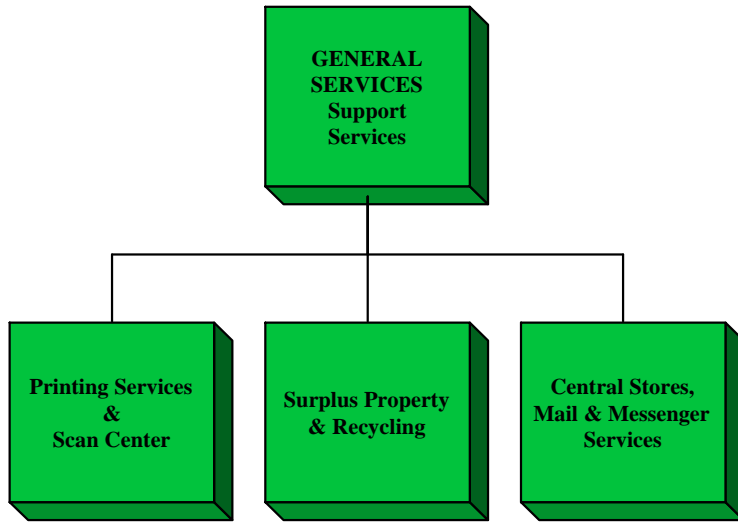 GENERAL
SERVICES
Support
Services
Printing Services
&
Scan Center
Surplus Property
& Recycling
Central Stores,
Mail & Messenger
Services